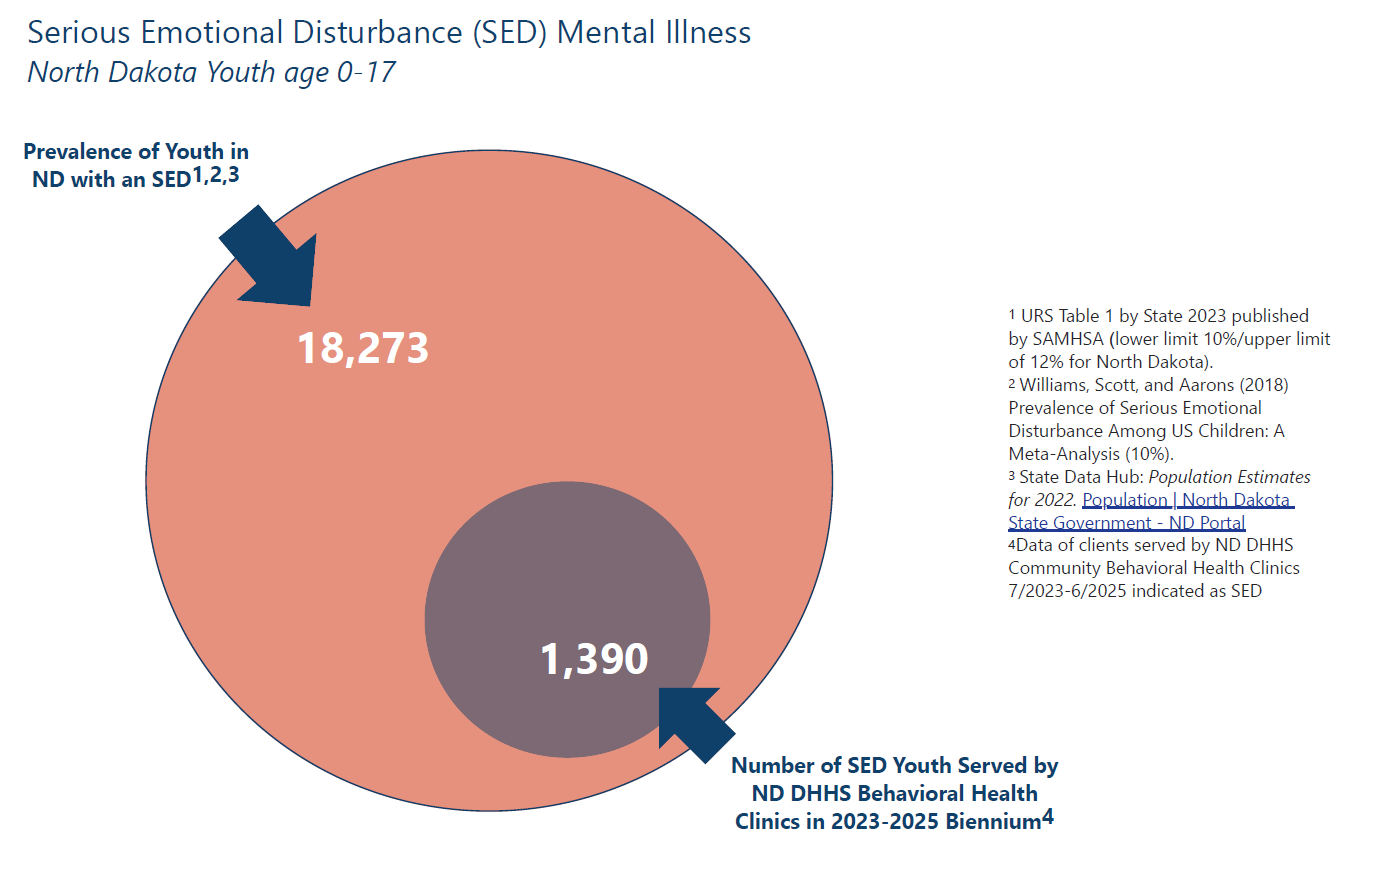 Serious Emotional Disturbance (SED) Mental Illness
North Dakota Youth age 0-17
Prevalence of Youth in
ND with an SED1,2,3
18,273
1,390
Number of SED Youth Served by
ND DHHS Behavioral Health
Clinics in 2023-2025 Biennium4
1 URS Table 1 by State 2023 published
by SAMHSA (lower limit 10%/upper limit
of 12% for North Dakota).
2 Williams, Scott, and Aarons (2018)
Prevalence of Serious Emotional
Disturbance Among US Children: A
Meta-Analysis (10%).
3 State Data Hub: Population Estimates
for 2022. Population | North Dakota
State Government - ND Portal
4Data of clients served by ND DHHS
Community Behavioral Health Clinics
7/2023-6/2025 indicated as SED